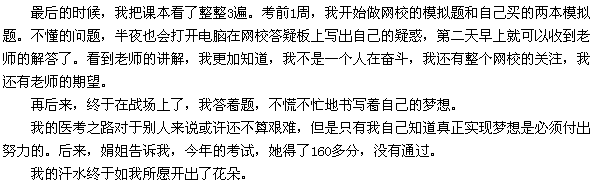 最后的时候，我把课本看了整整3遍。考前1周，我开始做网校的模拟题和自己买的两本模拟
题。不懂的问题，半夜也会打开电脑在网校答疑板上写出自己的疑惑，第二天早上就可以收到老
师的解答了。看到老师的讲解，我更加知道，我不是一个人在奋斗，我还有整个网校的关注，我
还有老师的期望。
再后来，终于在战场上了，我答着题，不慌不忙地书写着自己的梦想。
我的医考之路对于别人来说或许还不算艰难，但是只有我自己知道真正实现梦想是必须付出
努力的。后来，娟姐告诉我，今年的考试，她得了160多分，没有通过。
我的汗水终于如我所愿开出了花朵。